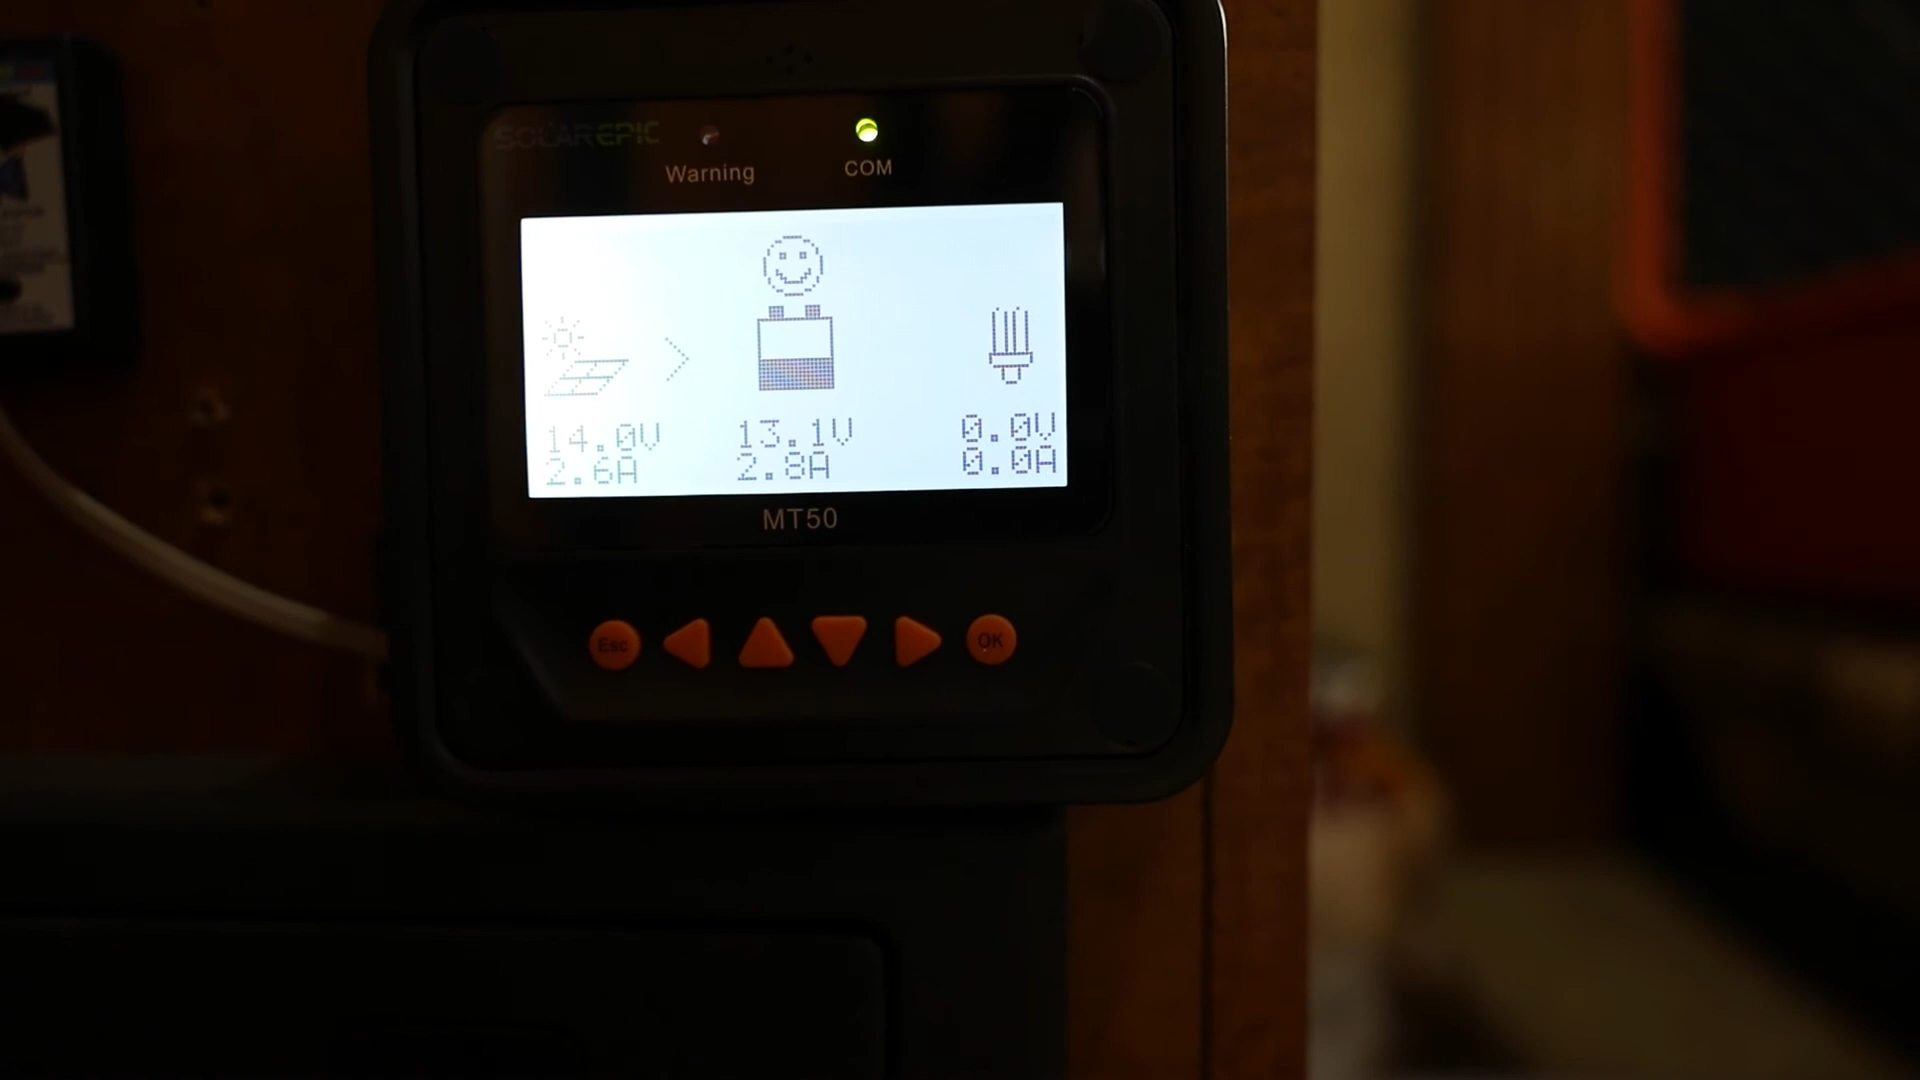 SOLAREPIC
Warning
COM
14.0V
2.6A
13.1V
2.8A
0.0V
0.0A
MT50
Esc
OK